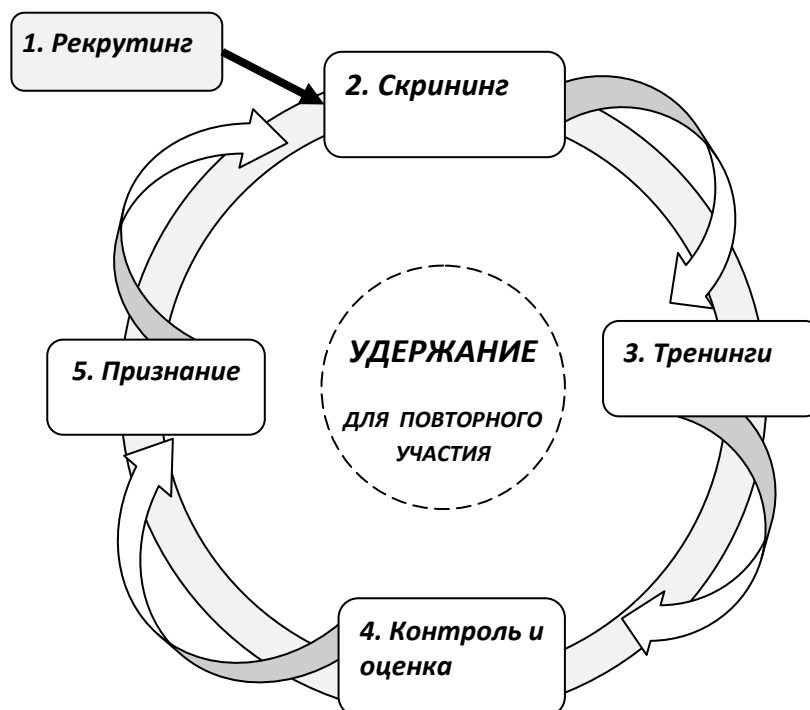 1. Рекрутинг
2. Скрининг
3. Тренинги
4. Контроль и
оценка
5. Признание
УДЕРЖАНИЕ
ДЛЯ ПОВТОРНОГО
УЧАСТИЯ